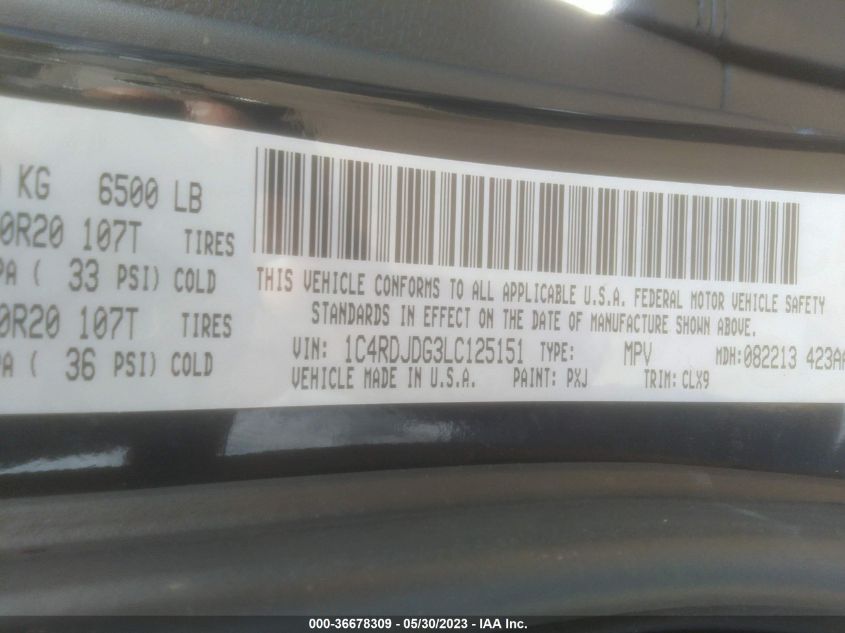 KG 6500 LB
0R20 107T TIRES
PA ( 33 PSI) COLD
0R20 107T TIRES
A ( 36 PSI) COLD
THIS VEHICLE CONFORMS TO ALL APPLICABLE U.S.A. FEDERAL MOTOR VEHICLE SAFETY
STANDARDS IN EFFECT ON THE DATE OF MANUFACTURE SHOWN ABOVE.
VIN: 1C4RDJDG3LC125151 TYPE: MPV MDH:082213 423AA
VEHICLE MADE IN U.S.A. PAINT: PXJ TRIM: CLX9
000-36678309 - 05/30/2023 - IAA Inc.